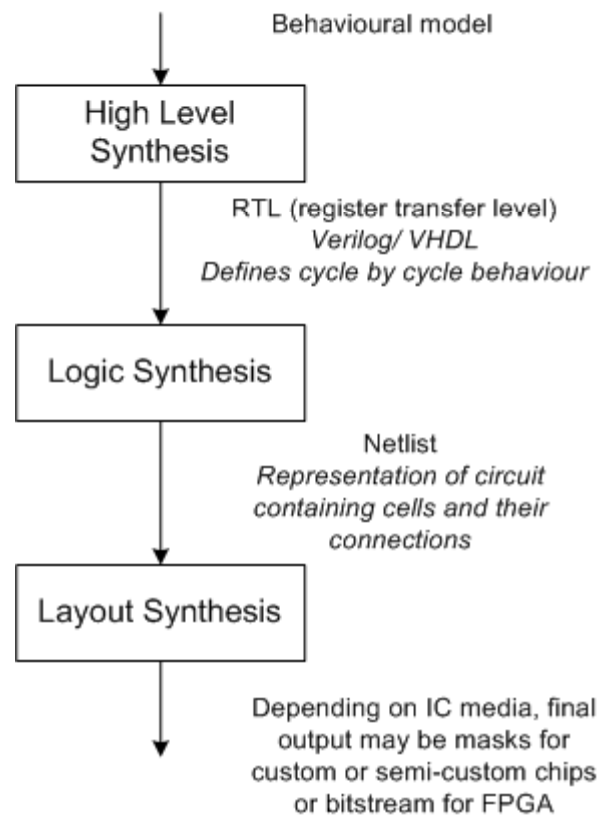 Behavioural model
High Level
Synthesis
RTL (register transfer level)
Verilog/ VHDL
Defines cycle by cycle behaviour
Logic Synthesis
Netlist
Representation of circuit
containing cells and their
connections
Layout Synthesis
Depending on IC media, final
output may be masks for
custom or semi-custom chips
or bitstream for FPGA